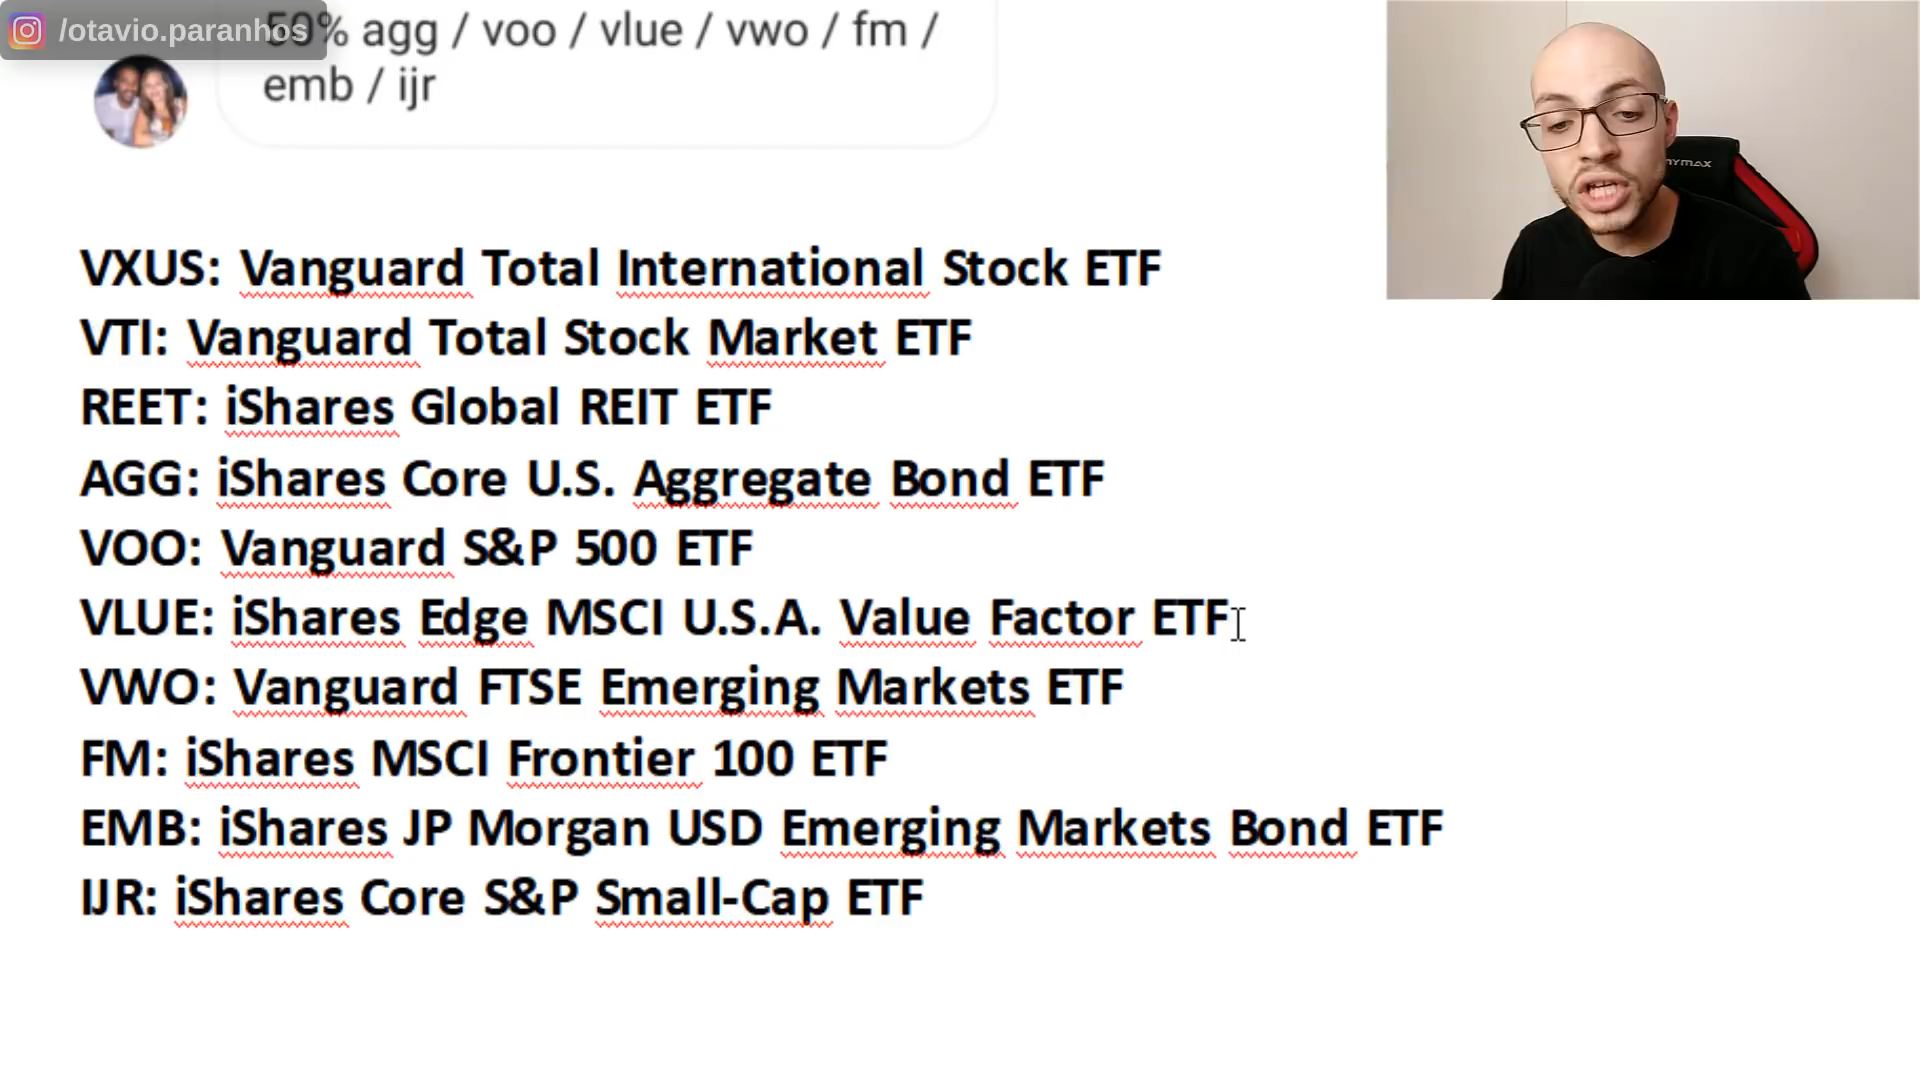 /otavio.paranhos
50% agg / voo / vlue / vwo / fm /
emb / ijr
VXUS: Vanguard Total International Stock ETF
VTI: Vanguard Total Stock Market ETF
REET: iShares Global REIT ETF
AGG: iShares Core U.S. Aggregate Bond ETF
VOO: Vanguard S&P 500 ETF
VLUE: iShares Edge MSCI U.S.A. Value Factor ETF
VWO: Vanguard FTSE Emerging Markets ETF
FM: iShares MSCI Frontier 100 ETF
EMB: iShares JP Morgan USD Emerging Markets Bond ETF
IJR: iShares Core S&P Small-Cap ETF